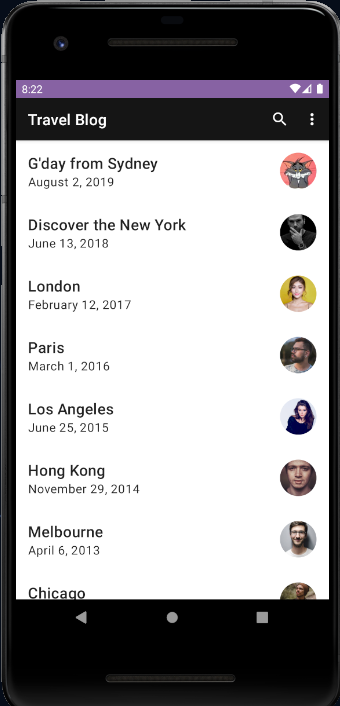 8:22
Travel Blog
G'day from Sydney
August 2, 2019
Discover the New York
June 13, 2018
London
February 12, 2017
Paris
March 1, 2016
Los Angeles
June 25, 2015
Hong Kong
November 29, 2014
Melbourne
April 6, 2013
Chicago